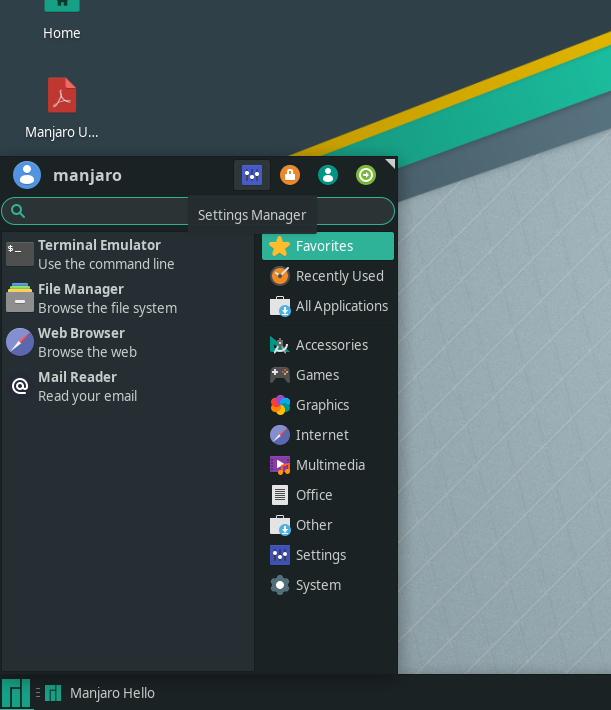 Home
Manjaro U...
manjaro
Settings Manager
Terminal Emulator
Use the command line
File Manager
Browse the file system
Web Browser
Browse the web
Mail Reader
Read your email
Favorites
Recently Used
All Applications
Accessories
Games
Graphics
Internet
Multimedia
Office
Other
Settings
System
Manjaro Hello